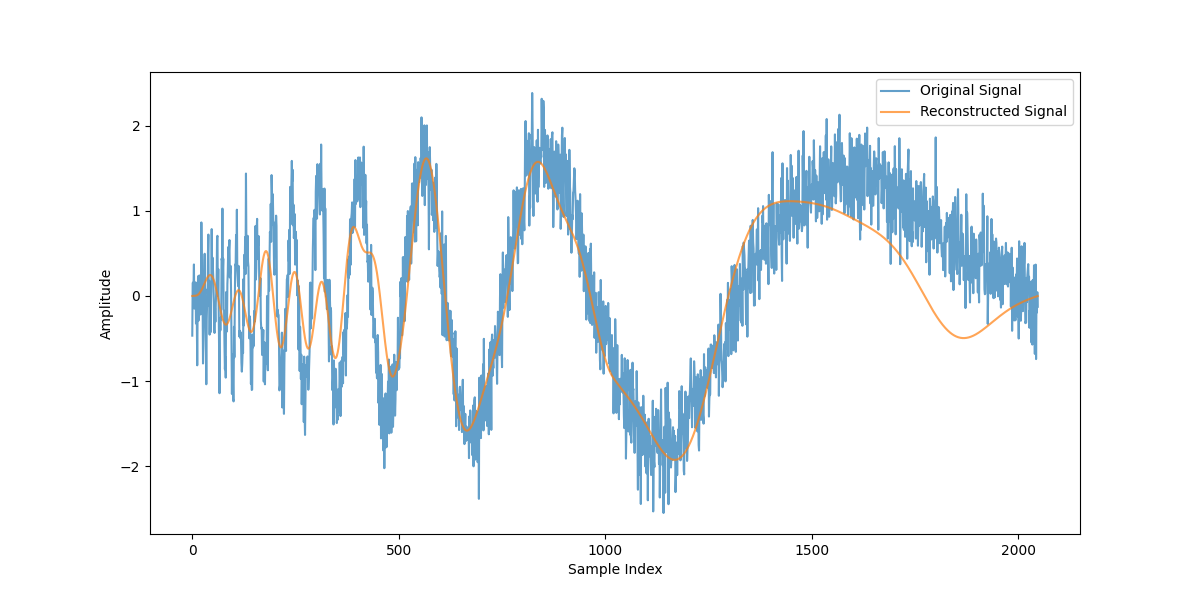 Original Signal
Reconstructed Signal
2
1
0
−1
−2
Amplitude
0
500
1000
1500
2000
Sample Index